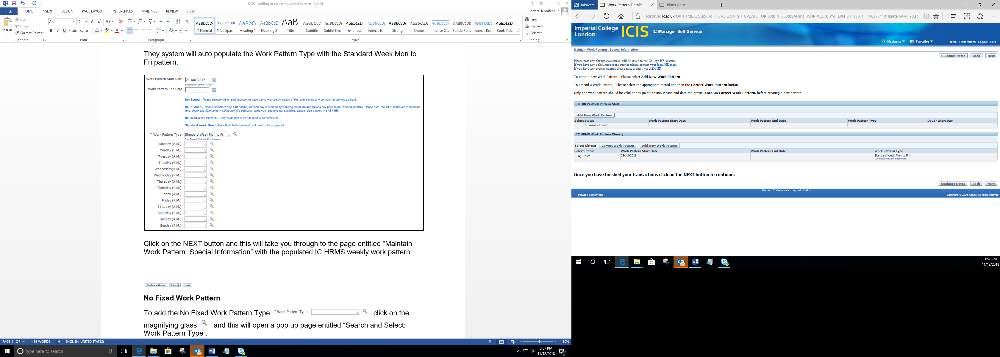 MSS - adding or updating a workpattern - Word
FILE HOME INSERT DESIGN PAGE LAYOUT REFERENCES MAILINGS REVIEW VIEW
Jarrett, Jennifer L
Paste
Cut
Copy
Format Painter
Clipboard
Arial 12
Font
Paragraph
AaBbCcDc AaBbCcDdE AaBbC( AaBbCcE AaBl AaBbCcD AaBbCcDc AaBbCcDc AaBbCcDc AaBbCcDc AaBbCcDc AaBbCcDc AABBCCDE AABBCCDE AaBbCcDc
¶ Normal ¶ No Spac... Heading 1 Heading 2 Title Subtitle Subtle Em... Emphasis Intense E... Strong Quote Intense Q... Subtle Ref... Intense Re... Book Title
Styles
Find
Replace
Select
Editing
They system will auto populate the Work Pattern Type with the Standard Week Mon to
Fri pattern.
Work Pattern Start Date 21-Nov-2017
(example: 21-Nov-2017)
Work Pattern End Date
Day Based – Please indicate which part (am/pm) of each day is worked by inputting 'Yes' and leaving any periods not worked as blank.
Hour Based – please indicate which part am/pm) of each day is worked by inputting the hours and leaving any periods not worked as blank. Please note, the list of hours are in decimals
(e.g. 1hour and 30minutes = 1.5 hours). If a particular value you require is not available, please raise a query via ASK HR.
No Fixed Work Pattern – Daily fields below do not need to be completed
Standard Week Mon to Fri – Daily fields below do not need to be completed
* Work Pattern Type Standard Week Mon to Fri
Day Based Fulltime Employees
Monday (A.M.)
Monday (P.M.)
Tuesday (A.M.)
Tuesday (P.M.)
Wednesday(A.M.)
Wednesday (P.M.)
Thursday (A.M.)
Thursday (P.M.)
Friday (A.M.)
Friday (P.M.)
Saturday (A.M.)
Saturday (P.M.)
Sunday (A.M.)
Sunday (P.M.)
Click on the NEXT button and this will take you through to the page entitled “Maintain
Work Pattern: Special Information” with the populated IC HRMS weekly work pattern.
Guidance Notes Cancel Next
No Fixed Work Pattern
To add the No Fixed Work Pattern Type * Work Pattern Type click on the
magnifying glass and this will open a pop up page entitled “Search and Select:
Work Pattern Type”.
PAGE 11 OF 14 1456 WORDS ENGLISH (UNITED STATES) 150%
Type here to search
3:57 PM
11/12/2018
InPrivate Work Pattern Details Blank page
icistrn.ad.ic.ac.uk/OA_HTML/OA.jsp?_rc=HR_PERSON_SIT_UPDATE_TOP_SS&_ri=800&OAFunc=ICHR_WORK_PATTERN_SIT_SS&_ti=1163754401&retainAM=Y&ac
Imperial College
London
ICIS IC Manager Self Service
Navigator Favorites Home Preferences Logout Help
Maintain Work Patterns: Special Information
Guidance Notes Back Next
Please note any changes you make will be saved to the College HR system.
If you have any policy/procedure queries please contact your local HR team.
If you have any system queries please raise a query via ASK HR.
To enter a new Work Pattern – Please select Add New Work Pattern
To amend a Work Pattern – Please select the appropriate record and then the Correct Work Pattern button
Only one work pattern should be valid at any point in time. Please end date the previous one via Correct Work Pattern, before creating a new pattern.
IC HRMS Work Pattern Shift
Add New Work Pattern
Select Status Work Pattern Start Date Work Pattern End Date Work Pattern Type Day1 - Start Day
No results found.
IC HRMS Work Pattern Weekly
Select Object: Correct Work Pattern | Add New Work Pattern
Select Status Work Pattern Start Date Work Pattern End Date Work Pattern Type
New 06-Jul-2018 Standard Week Mon to Fri
Day Based Fulltime Employees
Once you have finished your transactions click on the NEXT button to continue.
Guidance Notes Back Next
Home Preferences Logout Help
Privacy Statement
Copyright (c) 2006, Oracle. All rights reserved.
3:57 PM
11/12/2018